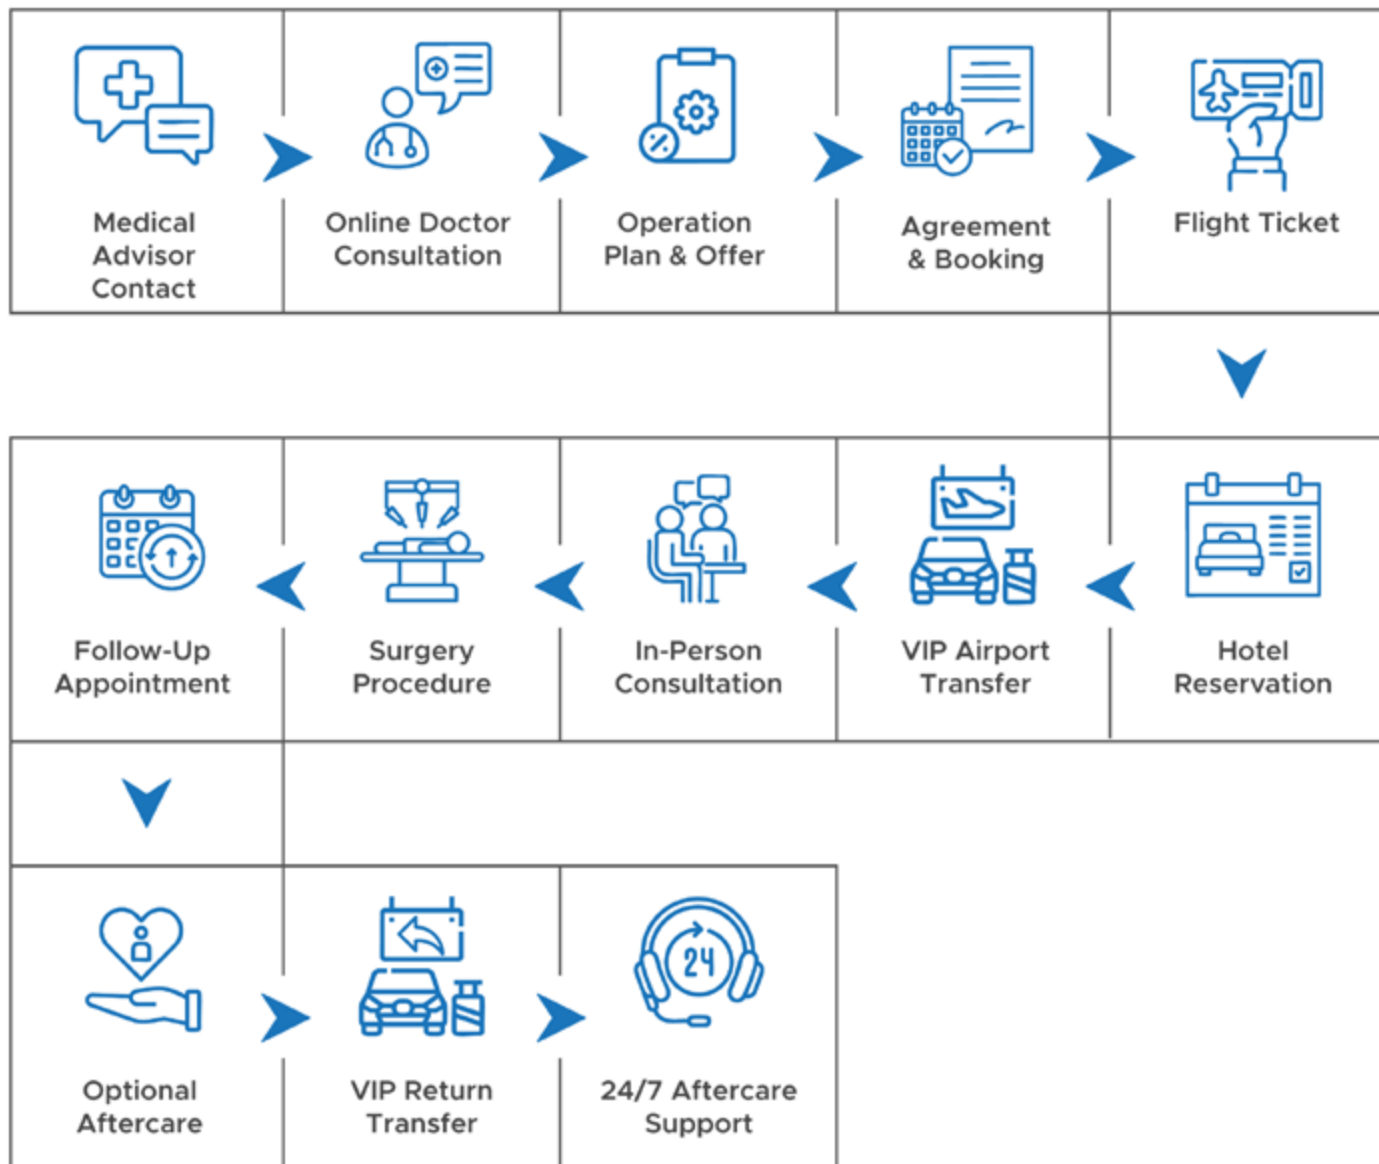 Medical
Advisor
Contact
Online Doctor
Consultation
Operation
Plan & Offer
Agreement
& Booking
Flight Ticket
Follow-Up
Appointment
Surgery
Procedure
In-Person
Consultation
VIP Airport
Transfer
Hotel
Reservation
Optional
Aftercare
VIP Return
Transfer
24
24/7 Aftercare
Support